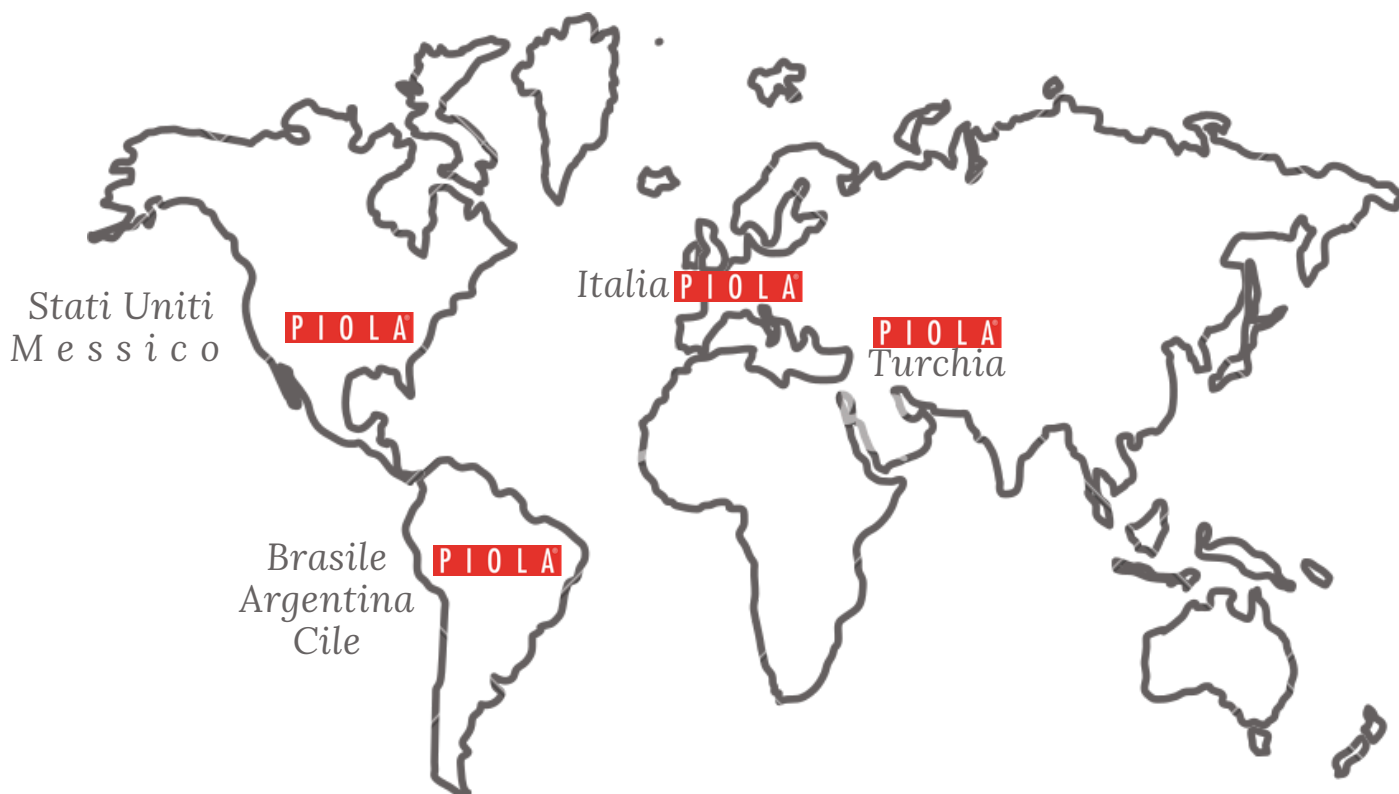 Italia PIOLA®
Stati Uniti
Messico
PIOLA®
PIOLA®
Turchia
Brasile
Argentina
Cile
PIOLA®